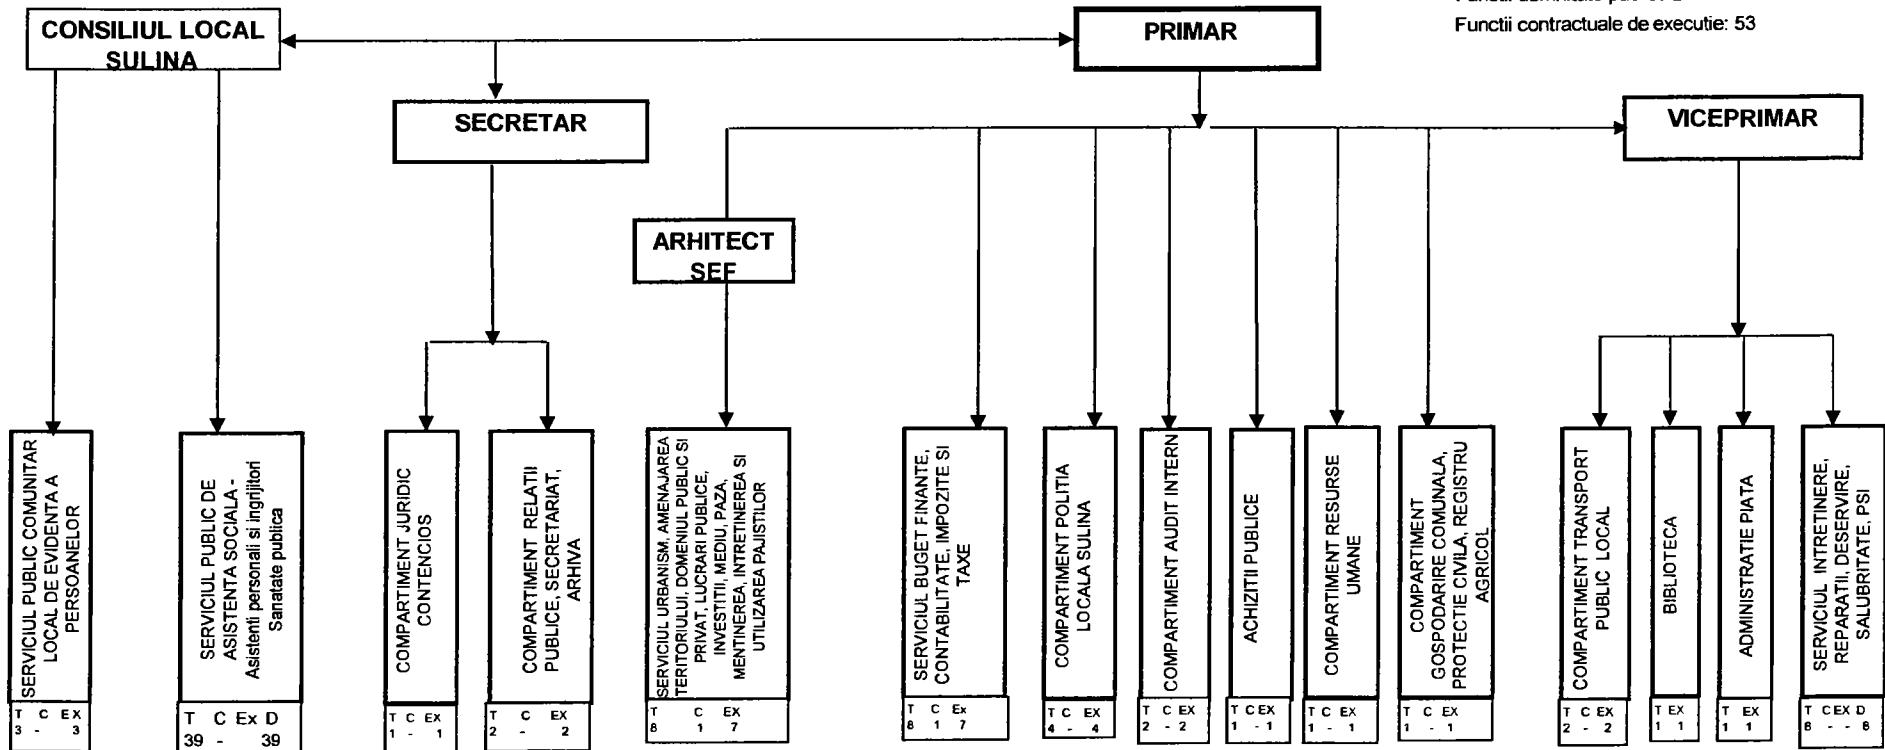 Functii contractuale de executie: 53
CONSILIUL LOCAL
SULINA
PRIMAR
SECRETAR
VICEPRIMAR
ARHITECT
SEF
SERVICIUL PUBLIC COMUNITAR
LOCAL DE EVIDENTA A
PERSOANELOR
T C EX
3 - 3
SERVICIUL PUBLIC DE
ASISTENTA SOCIALA -
Asistenti personali si ingrijitori
Sanatate publica
T C Ex D
39 - 39
COMPARTIMENT JURIDIC
CONTENCIOS
T C EX
1 - 1
COMPARTIMENT RELATII
PUBLICE, SECRETARIAT,
ARHIVA
T C EX
2 - 2
SERVICIUL URBANISM, AMENAJAREA
TERITORIULUI, DOMENIUL PUBLIC SI
PRIVAT, LUCRARI PUBLICE,
INVESTITII, MEDIU, PAZA,
MENTINEREA, INTRETINEREA SI
UTILIZAREA PAJISTILOR
T C EX
8 1 7
SERVICIUL BUGET FINANTE,
CONTABILITATE, IMPOZITE SI
TAXE
T C Ex
8 1 7
COMPARTIMENT POLITIA
LOCALA SULINA
T C EX
4 - 4
COMPARTIMENT AUDIT INTERN
T C EX
2 - 2
ACHIZITII PUBLICE
T C EX
1 - 1
COMPARTIMENT RESURSE
UMANE
T C EX
1 - 1
COMPARTIMENT
GOSPODARIRE COMUNALA,
PROTECTIE CIVILA, REGISTRU
AGRICOL
T C EX
1 - 1
COMPARTIMENT TRANSPORT
PUBLIC LOCAL
T C EX
2 - 2
BIBLIOTECA
T EX
1 1
ADMINISTRATIE PIATA
T EX
1 1
SERVICIUL INTRETINERE,
REPARATII, DESERVIRE,
SALUBRITATE, PSI
T C EX D
8 - - 8